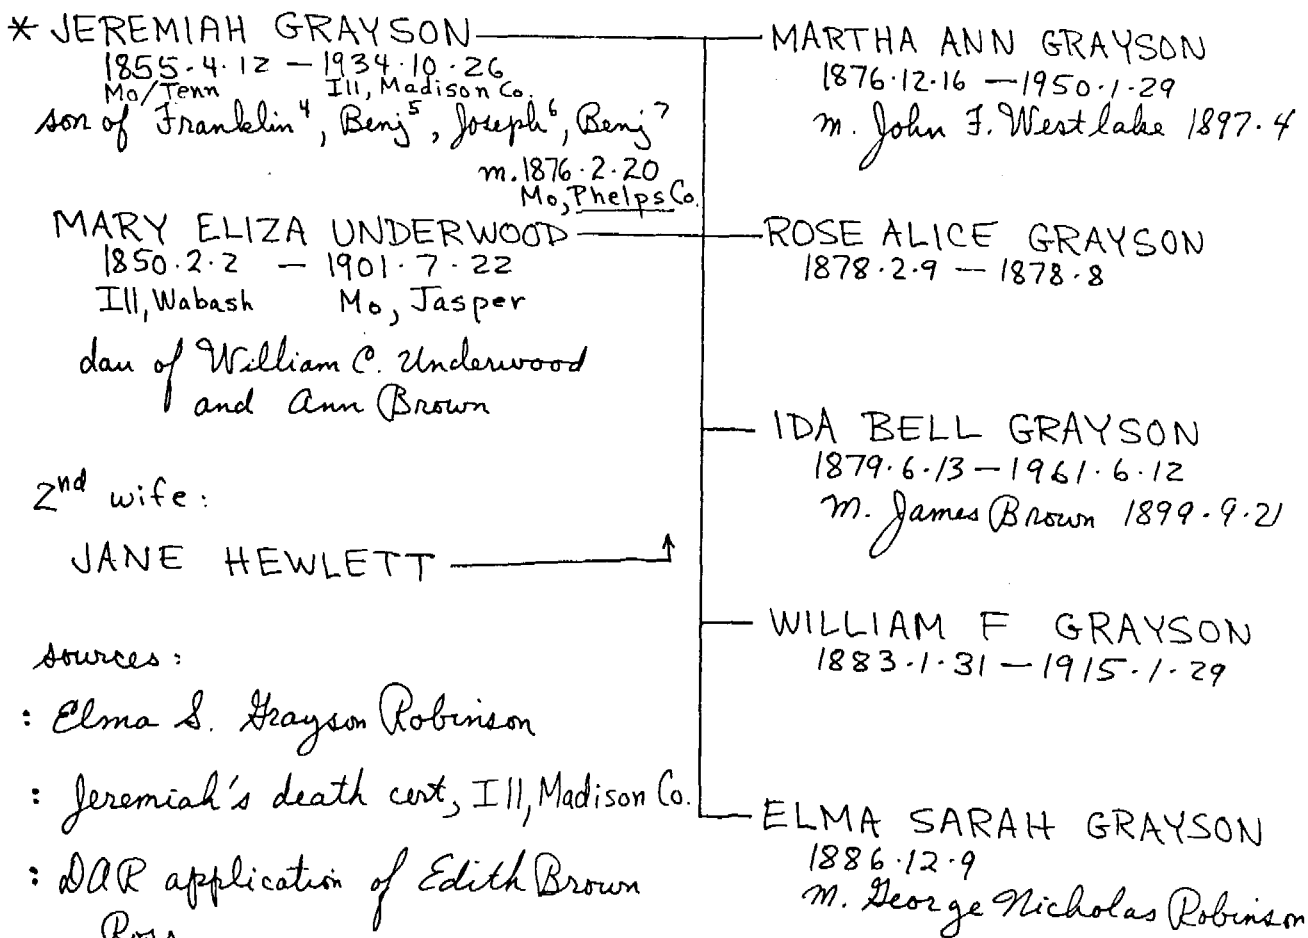 * JEREMIAH GRAYSON
1855·4·12 — 1934·10·26
Mo/Tenn Ill, Madison Co.
son of Franklin⁴, Benj⁵, Joseph⁶, Benj⁷
m. 1876·2·20
Mo, Phelps Co.
MARY ELIZA UNDERWOOD
1850·2·2 — 1901·7·22
Ill, Wabash Mo, Jasper
dau of William C. Underwood
and Ann Brown
2nd wife:
JANE HEWLETT
sources:
: Elma S. Grayson Robinson
: Jeremiah's death cert, Ill, Madison Co.
: DAR application of Edith Brown
Ross
MARTHA ANN GRAYSON
1876·12·16 — 1950·1·29
m. John F. Westlake 1897·4
ROSE ALICE GRAYSON
1878·2·9 — 1878·8
IDA BELL GRAYSON
1879·6·13 — 1961·6·12
m. James Brown 1899·9·21
WILLIAM F GRAYSON
1883·1·31 — 1915·1·29
ELMA SARAH GRAYSON
1886·12·9
m. George Nicholas Robinson